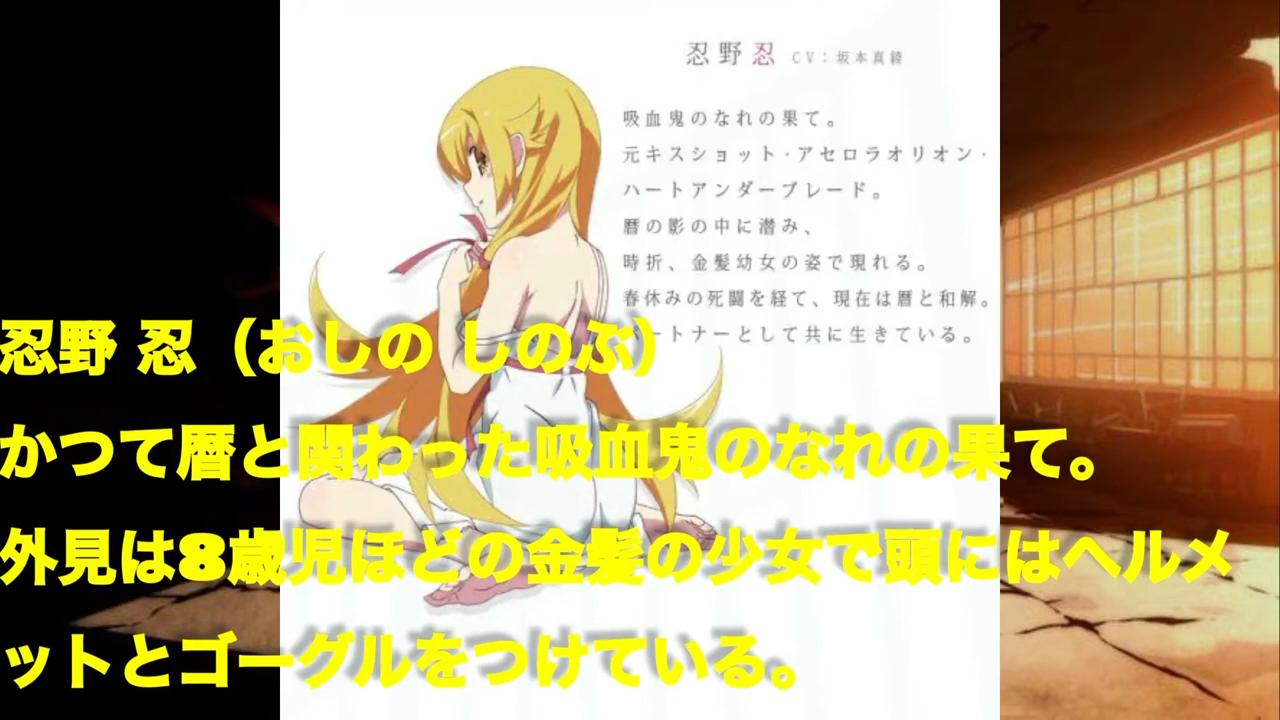 忍野忍 CV：坂本真綾
吸血鬼のなれの果て。
元キスショット・アセロラオリオン・
ハートアンダーブレード。
暦の影の中に潜み、
時折、金髪幼女の姿で現れる。
春休みの死闘を経て、現在は暦と和解。
ートナーとして共に生きている。
忍野 忍（おしの しのぶ）
かつて暦と関わった吸血鬼のなれの果て。
外見は8歳児ほどの金髪の少女で頭にはヘルメ
ットとゴーグルをつけている。